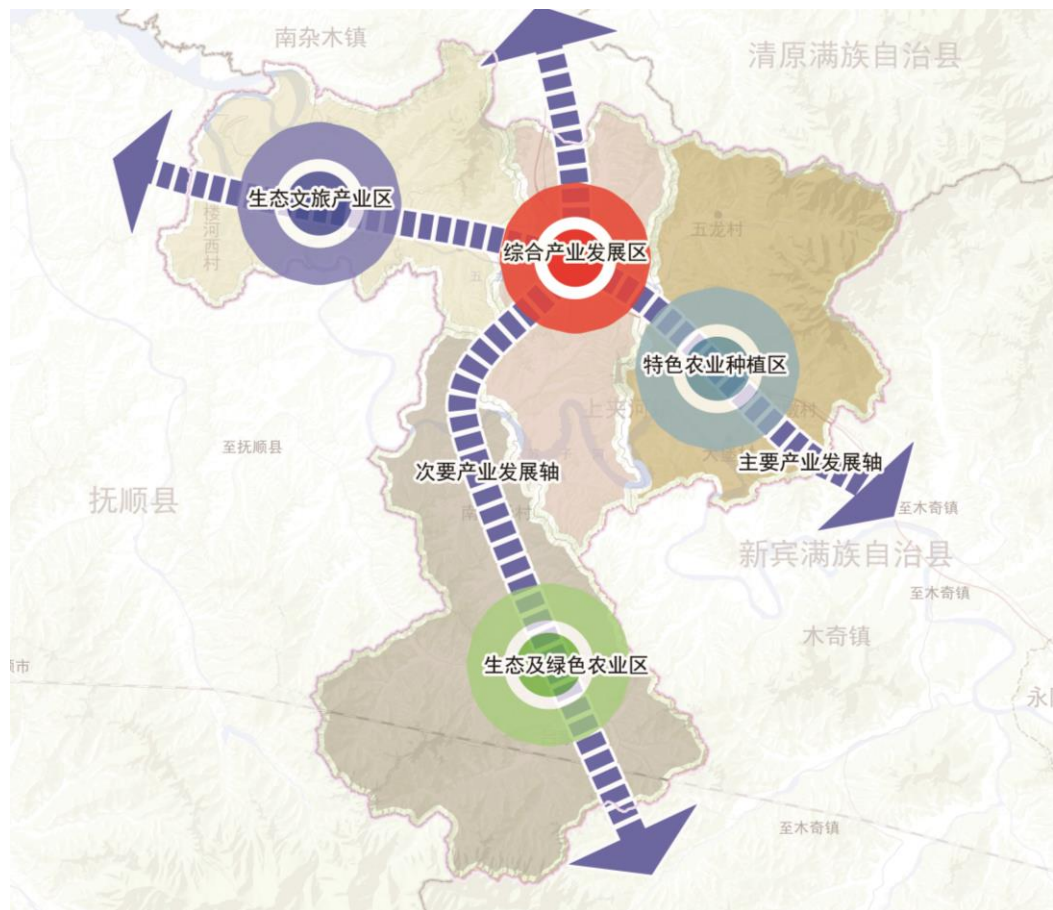 南杂木镇
清原满族自治县
生态文旅产业区
楼河西村
五龙村
综合产业发展区
特色农业种植区
上夹河
至抚顺县
次要产业发展轴
主要产业发展轴
抚顺县
至木奇镇
新宾满族自治县
至木奇镇
木奇镇
生态及绿色农业区
顺市
至木奇镇